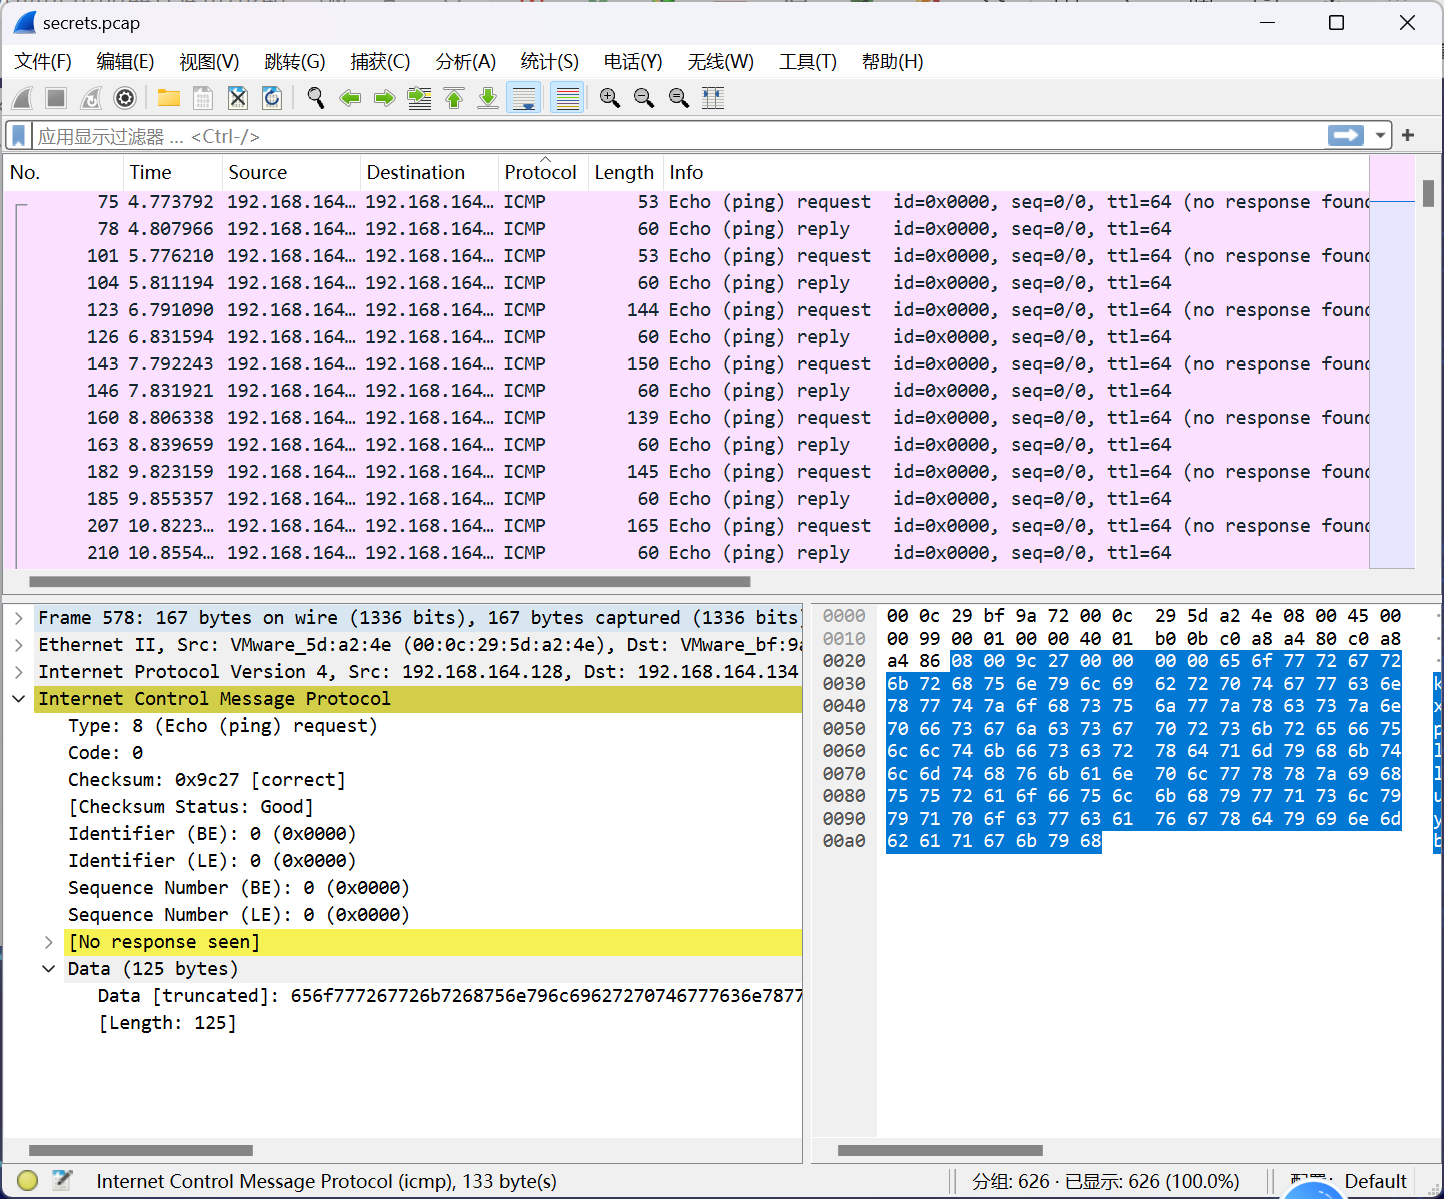 secrets.pcap
文件(F) 编辑(E) 视图(V) 跳转(G) 捕获(C) 分析(A) 统计(S) 电话(Y) 无线(W) 工具(T) 帮助(H)
应用显示过滤器 … <Ctrl-/>
No. Time Source Destination Protocol Length Info
75 4.773792 192.168.164… 192.168.164… ICMP 53 Echo (ping) request id=0x0000, seq=0/0, ttl=64 (no response found
78 4.807966 192.168.164… 192.168.164… ICMP 60 Echo (ping) reply id=0x0000, seq=0/0, ttl=64
101 5.776210 192.168.164… 192.168.164… ICMP 53 Echo (ping) request id=0x0000, seq=0/0, ttl=64 (no response found
104 5.811194 192.168.164… 192.168.164… ICMP 60 Echo (ping) reply id=0x0000, seq=0/0, ttl=64
123 6.791090 192.168.164… 192.168.164… ICMP 144 Echo (ping) request id=0x0000, seq=0/0, ttl=64 (no response found
126 6.831594 192.168.164… 192.168.164… ICMP 60 Echo (ping) reply id=0x0000, seq=0/0, ttl=64
143 7.792243 192.168.164… 192.168.164… ICMP 150 Echo (ping) request id=0x0000, seq=0/0, ttl=64 (no response found
146 7.831921 192.168.164… 192.168.164… ICMP 60 Echo (ping) reply id=0x0000, seq=0/0, ttl=64
160 8.806338 192.168.164… 192.168.164… ICMP 139 Echo (ping) request id=0x0000, seq=0/0, ttl=64 (no response found
163 8.839659 192.168.164… 192.168.164… ICMP 60 Echo (ping) reply id=0x0000, seq=0/0, ttl=64
182 9.823159 192.168.164… 192.168.164… ICMP 145 Echo (ping) request id=0x0000, seq=0/0, ttl=64 (no response found
185 9.855357 192.168.164… 192.168.164… ICMP 60 Echo (ping) reply id=0x0000, seq=0/0, ttl=64
207 10.8223… 192.168.164… 192.168.164… ICMP 165 Echo (ping) request id=0x0000, seq=0/0, ttl=64 (no response found
210 10.8554… 192.168.164… 192.168.164… ICMP 60 Echo (ping) reply id=0x0000, seq=0/0, ttl=64
Frame 578: 167 bytes on wire (1336 bits), 167 bytes captured (1336 bits)
Ethernet II, Src: VMware_5d:a2:4e (00:0c:29:5d:a2:4e), Dst: VMware_bf:9a
Internet Protocol Version 4, Src: 192.168.164.128, Dst: 192.168.164.134
Internet Control Message Protocol
Type: 8 (Echo (ping) request)
Code: 0
Checksum: 0x9c27 [correct]
[Checksum Status: Good]
Identifier (BE): 0 (0x0000)
Identifier (LE): 0 (0x0000)
Sequence Number (BE): 0 (0x0000)
Sequence Number (LE): 0 (0x0000)
[No response seen]
Data (125 bytes)
Data [truncated]: 656f777267726b7268756e796c69627270746777636e7877
[Length: 125]
0000 00 0c 29 bf 9a 72 00 0c 29 5d a2 4e 08 00 45 00
0010 00 99 00 01 00 00 40 01 b0 0b c0 a8 a4 80 c0 a8
0020 a4 86 08 00 9c 27 00 00 00 00 65 6f 77 72 67 72
0030 6b 72 68 75 6e 79 6c 69 62 72 70 74 67 77 63 6e k
0040 78 77 74 7a 6f 68 73 75 6a 77 7a 78 63 73 7a 6e x
0050 70 66 73 67 6a 63 73 67 70 72 73 6b 72 65 66 75 p
0060 6c 6c 74 6b 66 73 63 72 78 64 71 6d 79 68 6b 74 l
0070 6c 6d 74 68 76 6b 61 6e 70 6c 77 78 78 7a 69 68 l
0080 75 75 72 61 6f 66 75 6c 6b 68 79 77 71 73 6c 79 u
0090 79 71 70 6f 63 77 63 61 76 67 78 64 79 69 6e 6d y
00a0 62 61 71 67 6b 79 68 b
Internet Control Message Protocol (icmp), 133 byte(s)
分组: 626 · 已显示: 626 (100.0%)
Default